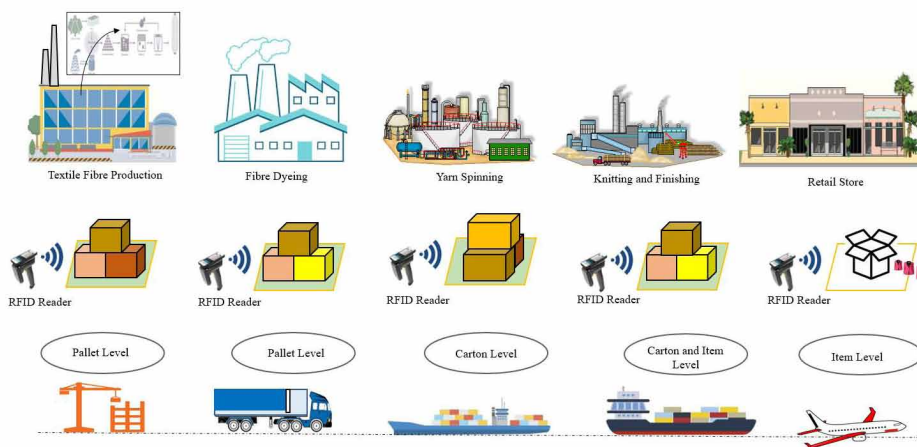 Textile Fibre Production
Fibre Dyeing
Yarn Spinning
Knitting and Finishing
Retail Store
RFID Reader
RFID Reader
RFID Reader
RFID Reader
RFID Reader
Pallet Level
Pallet Level
Carton Level
Carton and Item
Level
Item Level